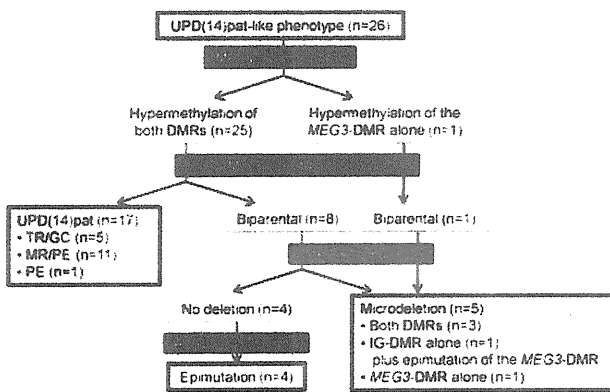 UPD(14)pat-like phenotype (n=26)
Hypermethylation of
both DMRs (n=25)
Hypermethylation of the
MEG3-DMR alone (n=1)
UPD(14)pat (n=17)
• TR/GC (n=5)
• MR/PE (n=11)
• PE (n=1)
Biparental (n=8)
Biparental (n=1)
No deletion (n=4)
Microdeletion (n=5)
• Both DMRs (n=3)
• IG-DMR alone (n=1)
plus epimutation of the MEG3-DMR
• MEG3-DMR alone (n=1)
Epimutation (n=4)